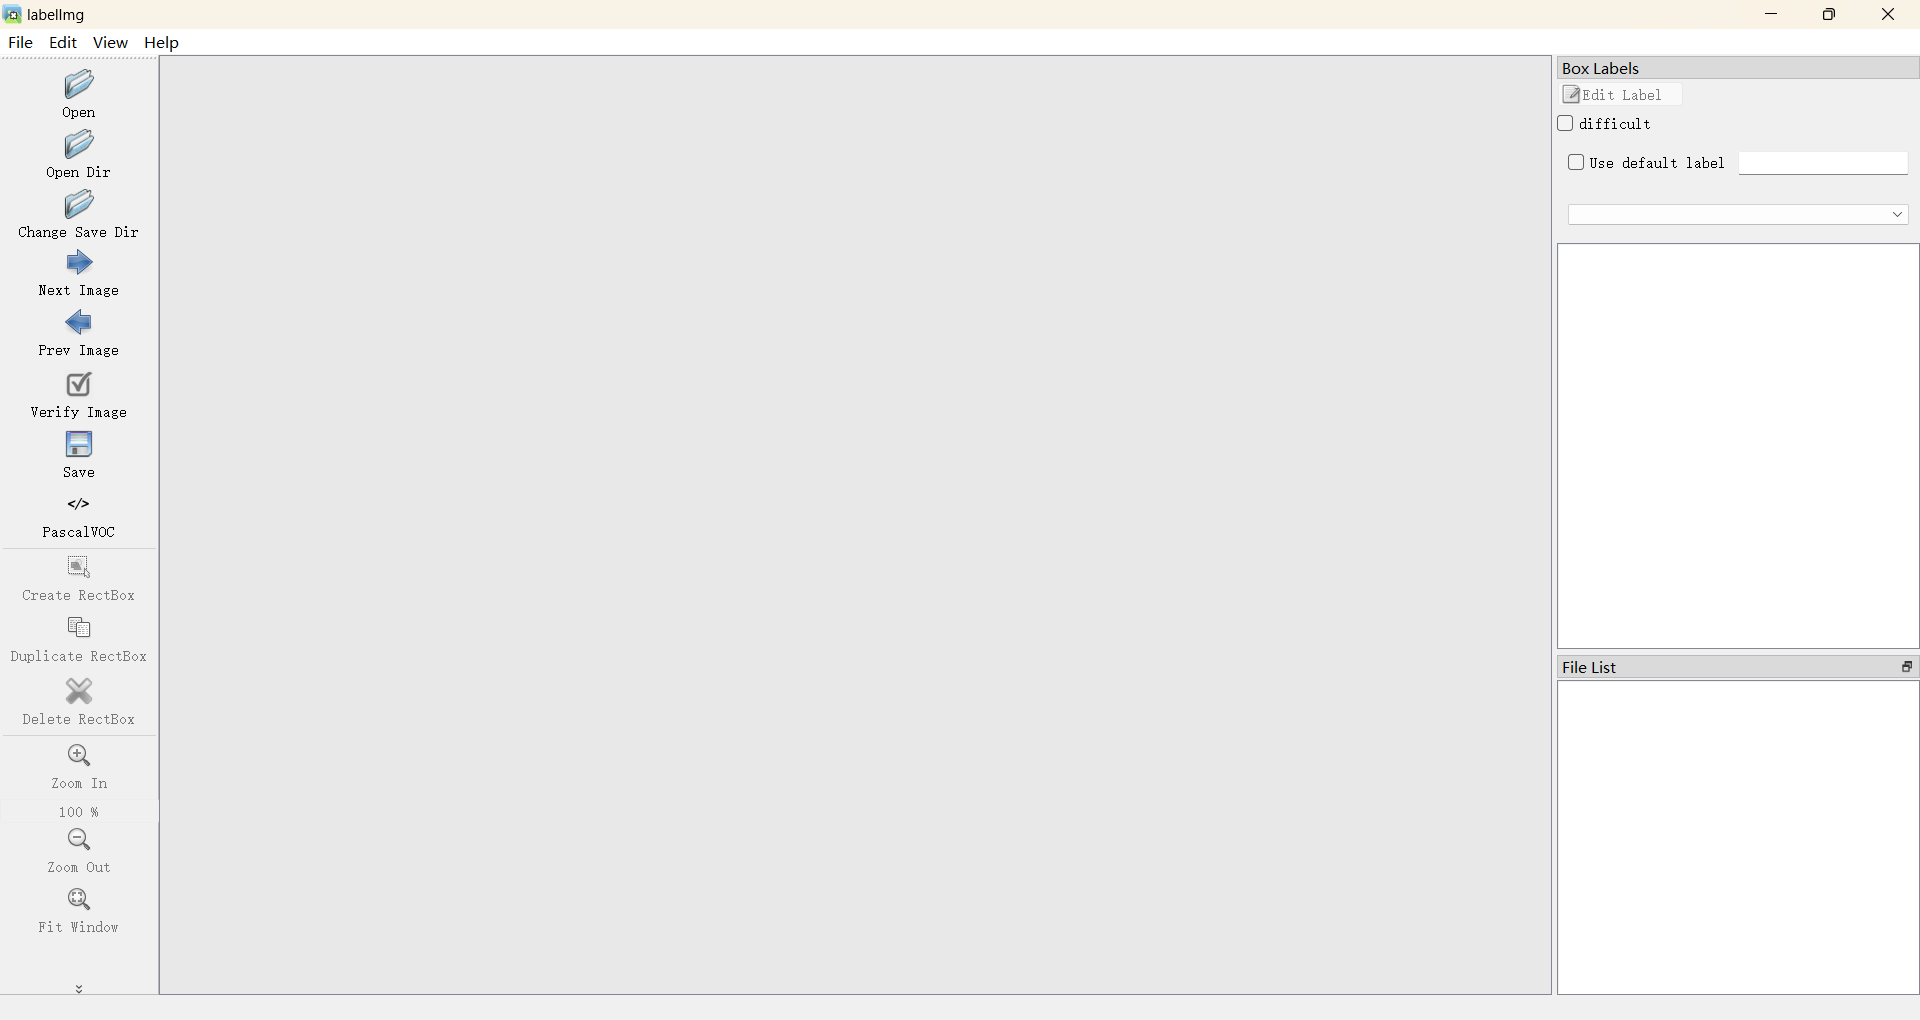 labelImg
File Edit View Help
Open
Open Dir
Change Save Dir
Next Image
Prev Image
Verify Image
Save
</>
PascalVOC
Create RectBox
Duplicate RectBox
Delete RectBox
Zoom In
100 %
Zoom Out
Fit Window
Box Labels
Edit Label
difficult
Use default label
File List